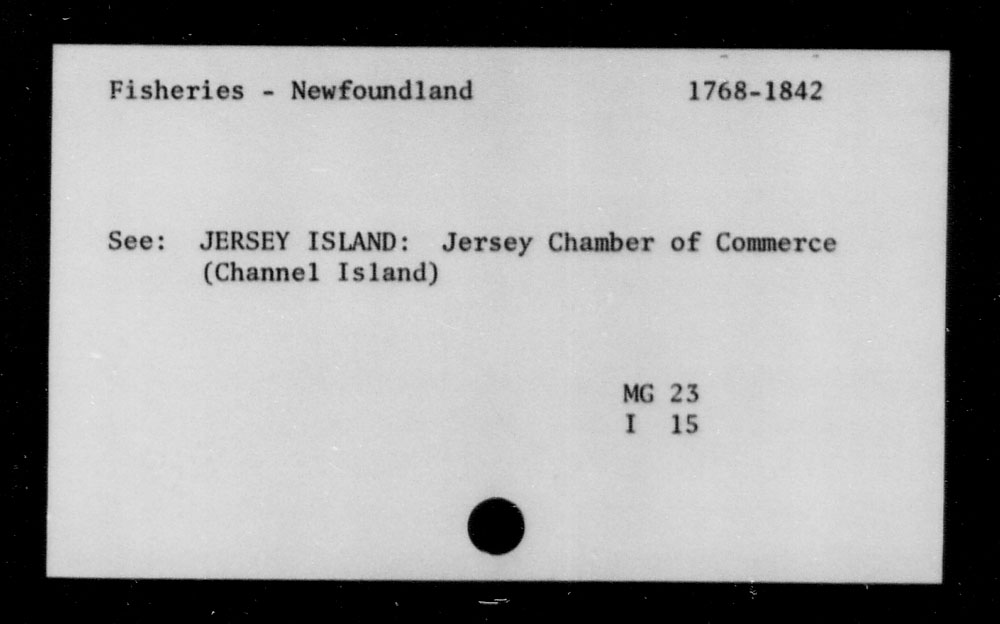 Fisheries - Newfoundland 1768-1842
See: JERSEY ISLAND: Jersey Chamber of Commerce
(Channel Island)
MG 23
I 15